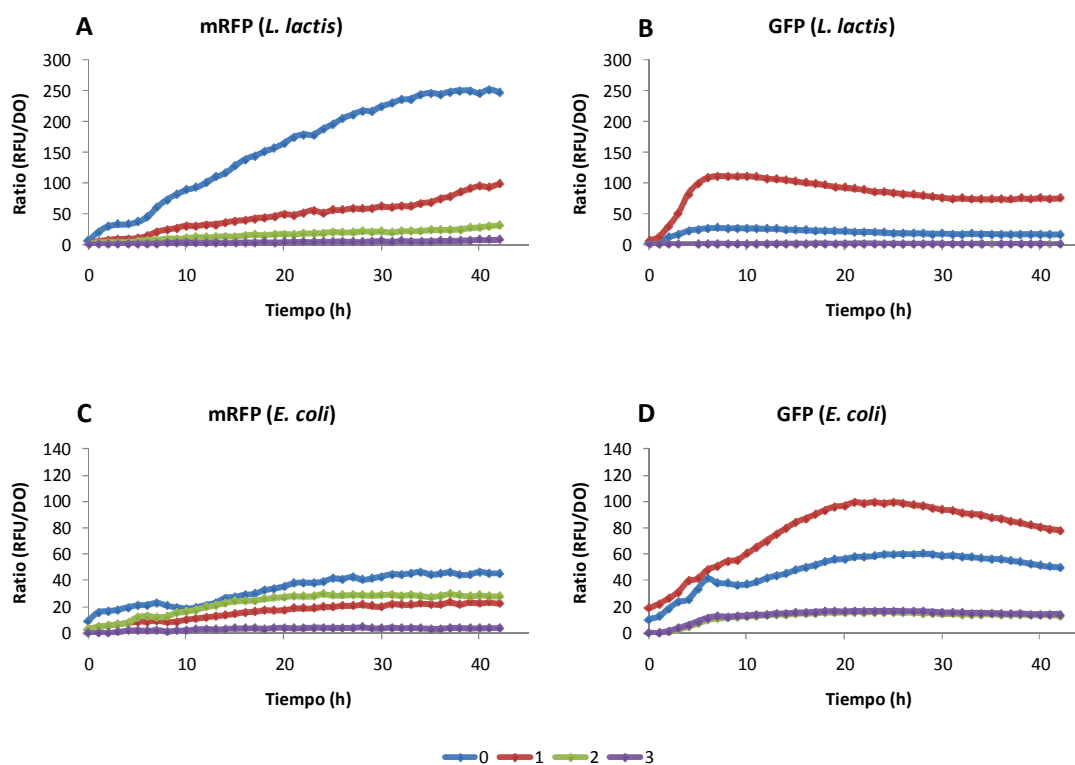 A
mRFP (L. lactis)
Ratio (RFU/DO)
300
250
200
150
100
50
0
0
10
20
30
40
Tiempo (h)
B
GFP (L. lactis)
Ratio (RFU/DO)
300
250
200
150
100
50
0
0
10
20
30
40
Tiempo (h)
C
mRFP (E. coli)
Ratio (RFU/DO)
140
120
100
80
60
40
20
0
0
10
20
30
40
Tiempo (h)
D
GFP (E. coli)
Ratio (RFU/DO)
140
120
100
80
60
40
20
0
0
10
20
30
40
Tiempo (h)
0 1 2 3